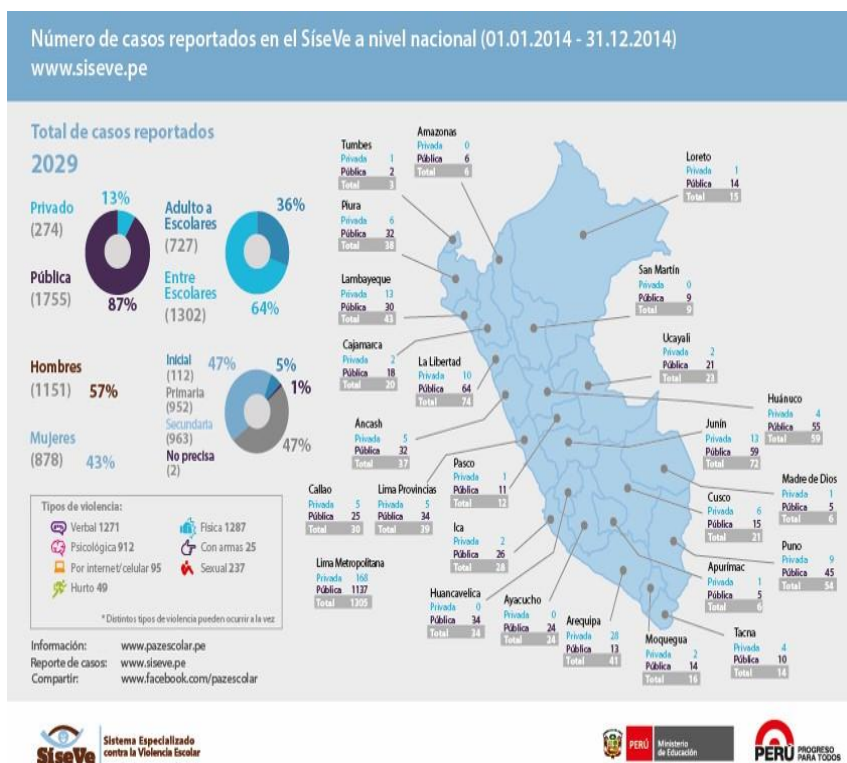 Número de casos reportados en el SíseVe a nivel nacional (01.01.2014 - 31.12.2014)
www.siseve.pe
Total de casos reportados
2029
Privado
(274)
13%
Pública
(1755)
87%
Adulto a
Escolares
(727)
36%
Entre
Escolares
(1302)
64%
Hombres
(1151) 57%
Mujeres
(878) 43%
Inicial
(112)
Primaria
(952)
Secundaria
(963)
No precisa
(2)
47%
5%
1%
47%
Tipos de violencia:
Verbal 1271
Física 1287
Psicológica 912
Con armas 25
Por internet/celular 95
Sexual 237
Hurto 49
* Distintos tipos de violencia pueden ocurrir a la vez
Información: www.pazescolar.pe
Reporte de casos: www.siseve.pe
Compartir: www.facebook.com/pazescolar
Tumbes
Privada 1
Pública 2
Total 3
Amazonas
Privada 0
Pública 6
Total 6
Loreto
Privada 1
Pública 14
Total 15
Piura
Privada 6
Pública 32
Total 38
San Martín
Privada 0
Pública 9
Total 9
Lambayeque
Privada 13
Pública 30
Total 43
Ucayali
Privada 2
Pública 21
Total 23
Cajamarca
Privada 2
Pública 18
Total 20
La Libertad
Privada 10
Pública 64
Total 74
Huánuco
Privada 4
Pública 55
Total 59
Ancash
Privada 5
Pública 32
Total 37
Junín
Privada 13
Pública 59
Total 72
Pasco
Privada 1
Pública 11
Total 12
Madre de Dios
Privada 1
Pública 5
Total 6
Callao
Privada 5
Pública 25
Total 30
Lima Provincias
Privada 5
Pública 34
Total 39
Cusco
Privada 6
Pública 15
Total 21
Ica
Privada 2
Pública 26
Total 28
Puno
Privada 9
Pública 45
Total 54
Lima Metropolitana
Privada 168
Pública 1137
Total 1305
Apurímac
Privada 1
Pública 5
Total 6
Huancavelica
Privada 0
Pública 34
Total 34
Ayacucho
Privada 0
Pública 24
Total 24
Arequipa
Privada 28
Pública 13
Total 41
Moquegua
Privada 2
Pública 14
Total 16
Tacna
Privada 4
Pública 10
Total 14
SíseVe
Sistema Especializado
contra la Violencia Escolar
PERÚ
Ministerio
de Educación
PERÚ
PROGRESO
PARA TODOS